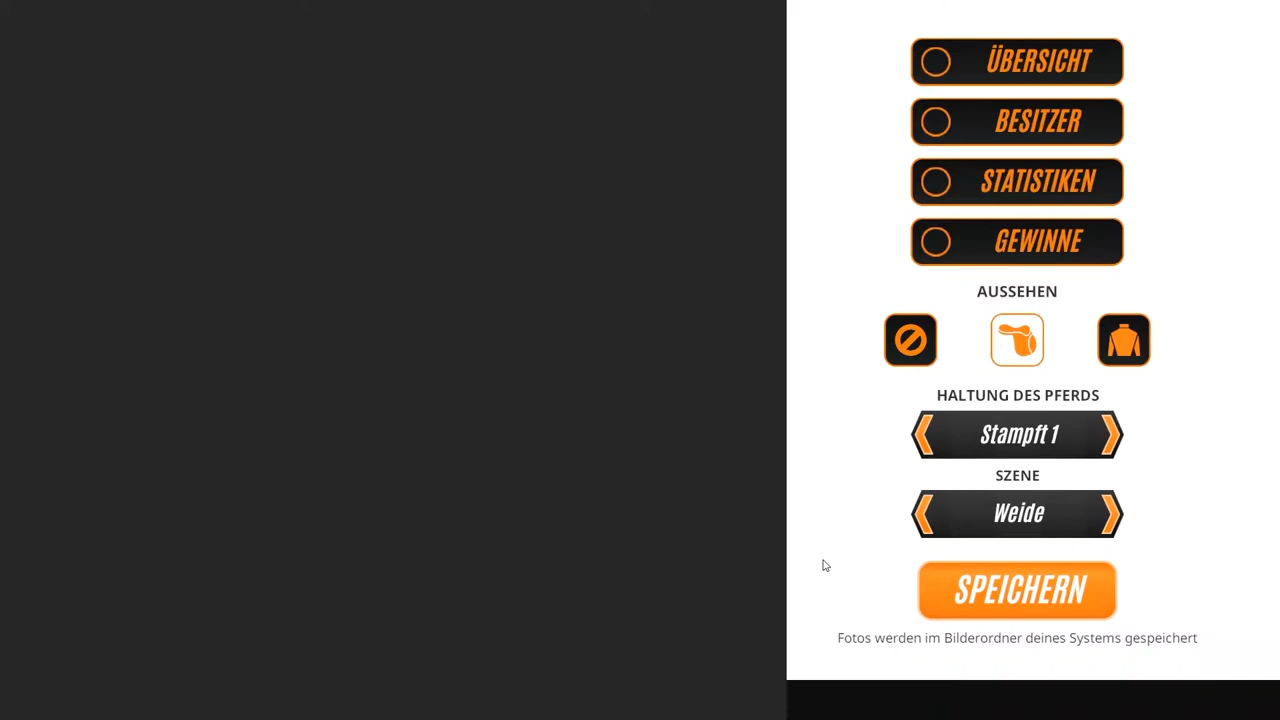 ÜBERSICHT
BESITZER
STATISTIKEN
GEWINNE
AUSSEHEN
HALTUNG DES PFERDS
Stampft 1
SZENE
Weide
SPEICHERN
Fotos werden im Bilderordner deines Systems gespeichert